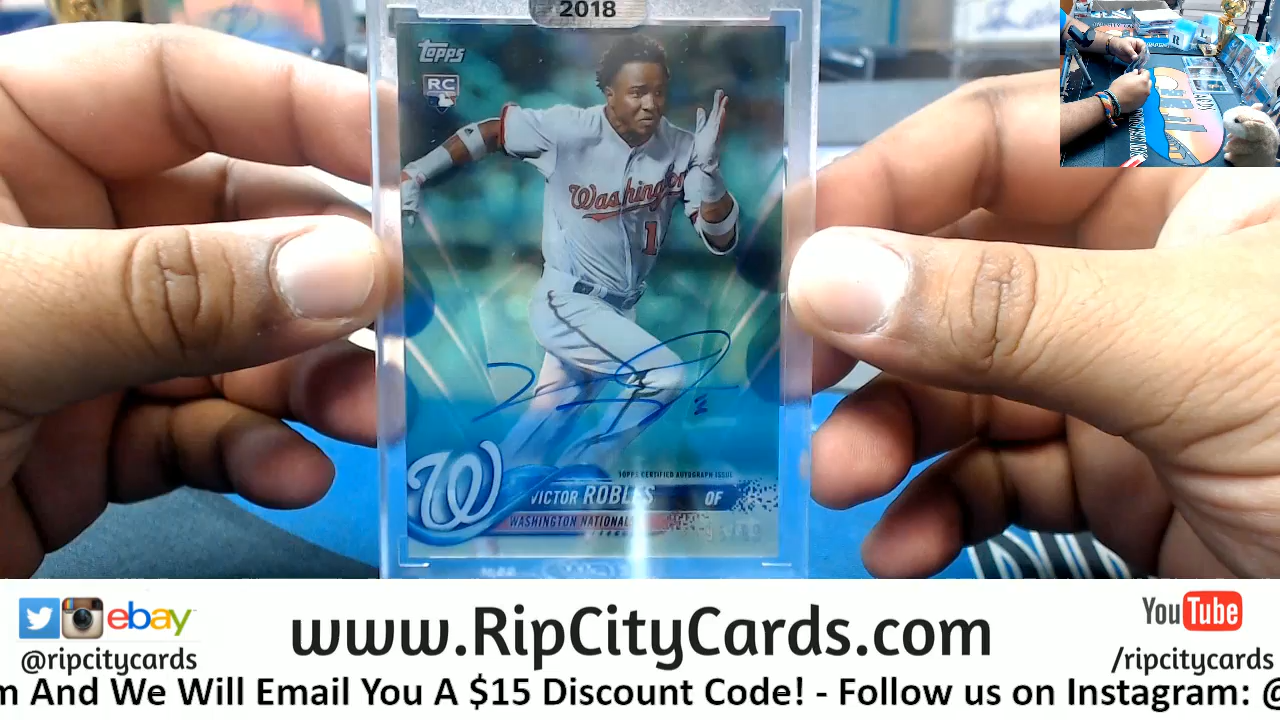 2018
Topps
RC
Washington
1
TOPPS CERTIFIED AUTOGRAPH ISSUE
VICTOR ROBLES OF
W
WASHINGTON NATIONALS
ebay
@ripcitycards
www.RipCityCards.com
YouTube
/ripcitycards
m And We Will Email You A $15 Discount Code! - Follow us on Instagram: @